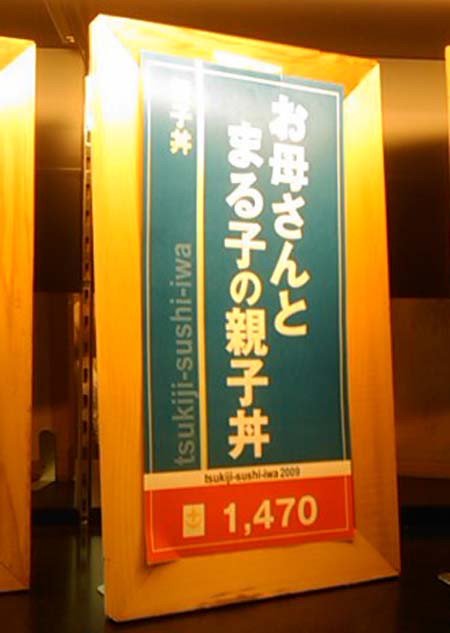 お母さんと
まる子の親子丼
親子丼
tsukiji-sushi-iwa
tsukiji-sushi-iwa 2009
1,470